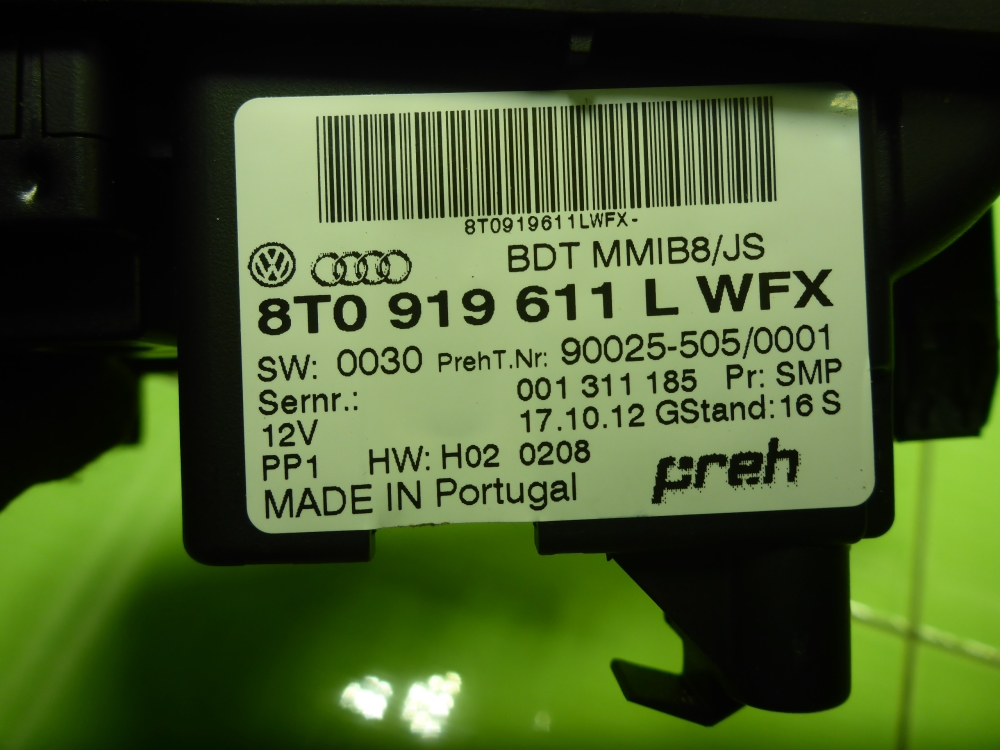 8T0919611LWFX-
BDT MMIB8/JS
8T0 919 611 L WFX
SW: 0030 PrehT.Nr: 90025-505/0001
Sernr.: 001 311 185 Pr: SMP
12V 17.10.12 GStand: 16 S
PP1 HW: H02 0208
MADE IN Portugal
preh